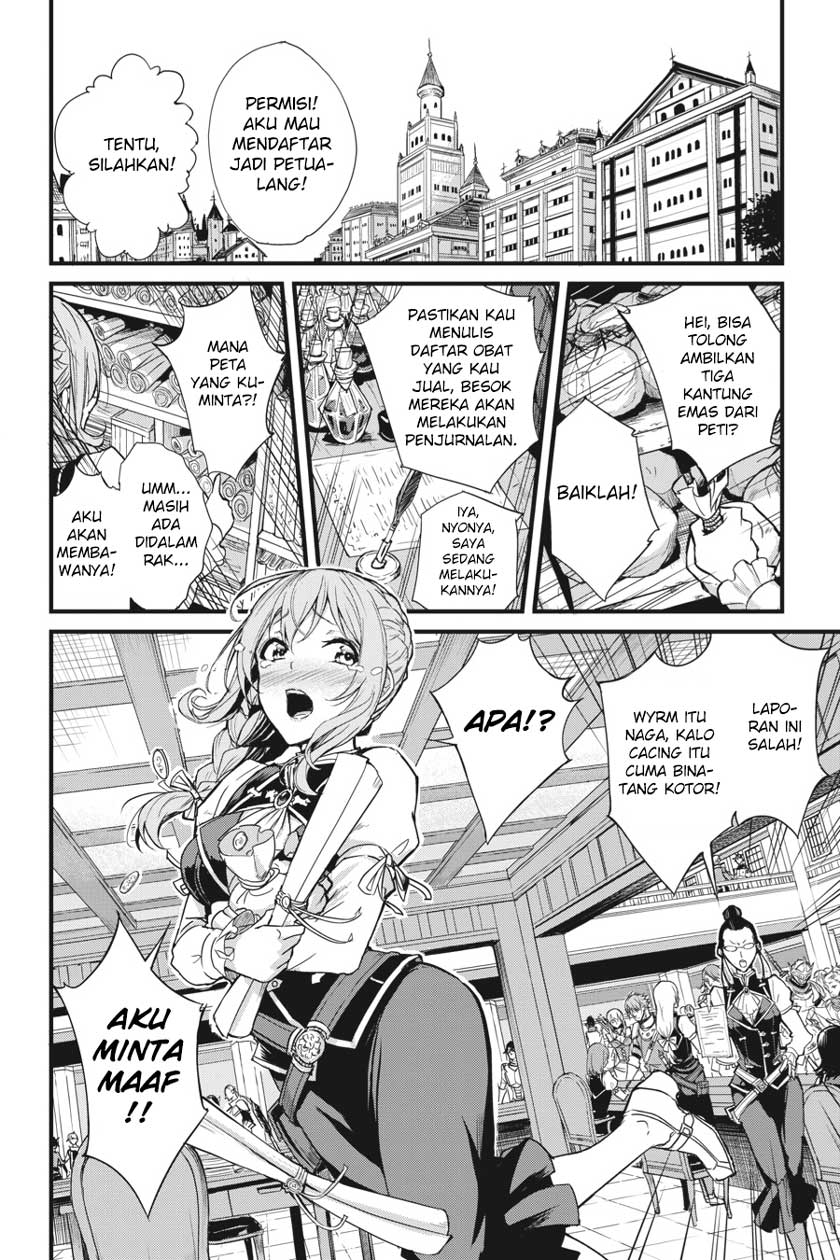 PERMISI!
AKU MAU
MENDAFTAR
JADI PETUA-
LANG!
TENTU,
SILAHKAN!
HEI, BISA
TOLONG
AMBILKAN
TIGA
KANTUNG
EMAS DARI
PETI?
BAIKLAH!
PASTIKAN KAU
MENULIS
DAFTAR OBAT
YANG KAU
JUAL, BESOK
MEREKA AKAN
MELAKUKAN
PENJURNALAN.
IYA,
NYONYA,
SAYA
SEDANG
MELAKU-
KANNYA!
MANA
PETA
YANG KU-
MINTA?!
UMM...
MASIH
ADA
DIDALAM
RAK...
AKU
AKAN
MEMBA-
WANYA!
LAPO-
RAN INI
SALAH!
WYRM ITU
NAGA, KALO
CACING ITU
CUMA BINA-
TANG KOTOR!
APA!?
AKU
MINTA
MAAF
!!